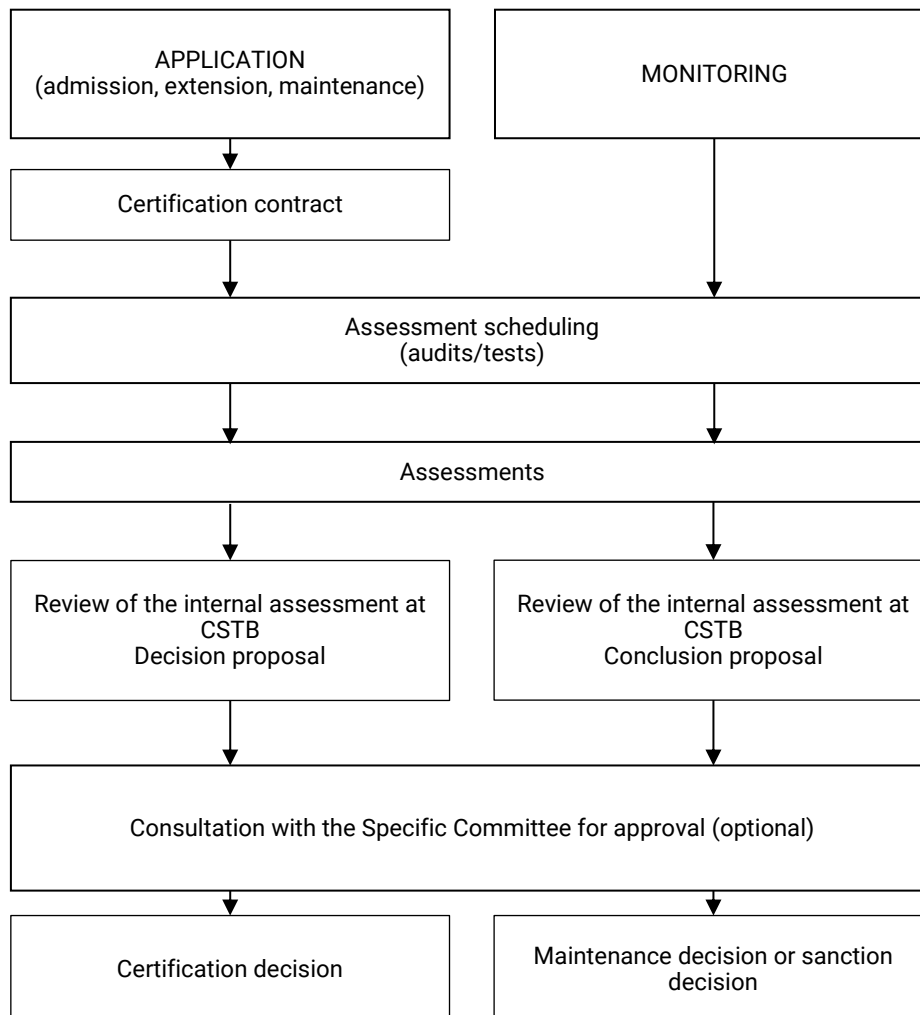 APPLICATION
(admission, extension, maintenance)
MONITORING
Certification contract
Assessment scheduling
(audits/tests)
Assessments
Review of the internal assessment at
CSTB
Decision proposal
Review of the internal assessment at
CSTB
Conclusion proposal
Consultation with the Specific Committee for approval (optional)
Certification decision
Maintenance decision or sanction
decision